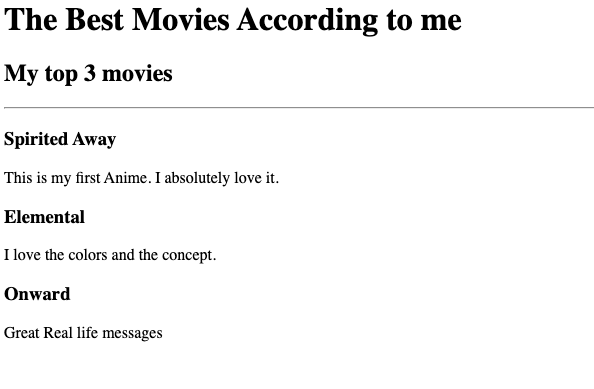 The Best Movies According to me
My top 3 movies
Spirited Away
This is my first Anime. I absolutely love it.
Elemental
I love the colors and the concept.
Onward
Great Real life messages